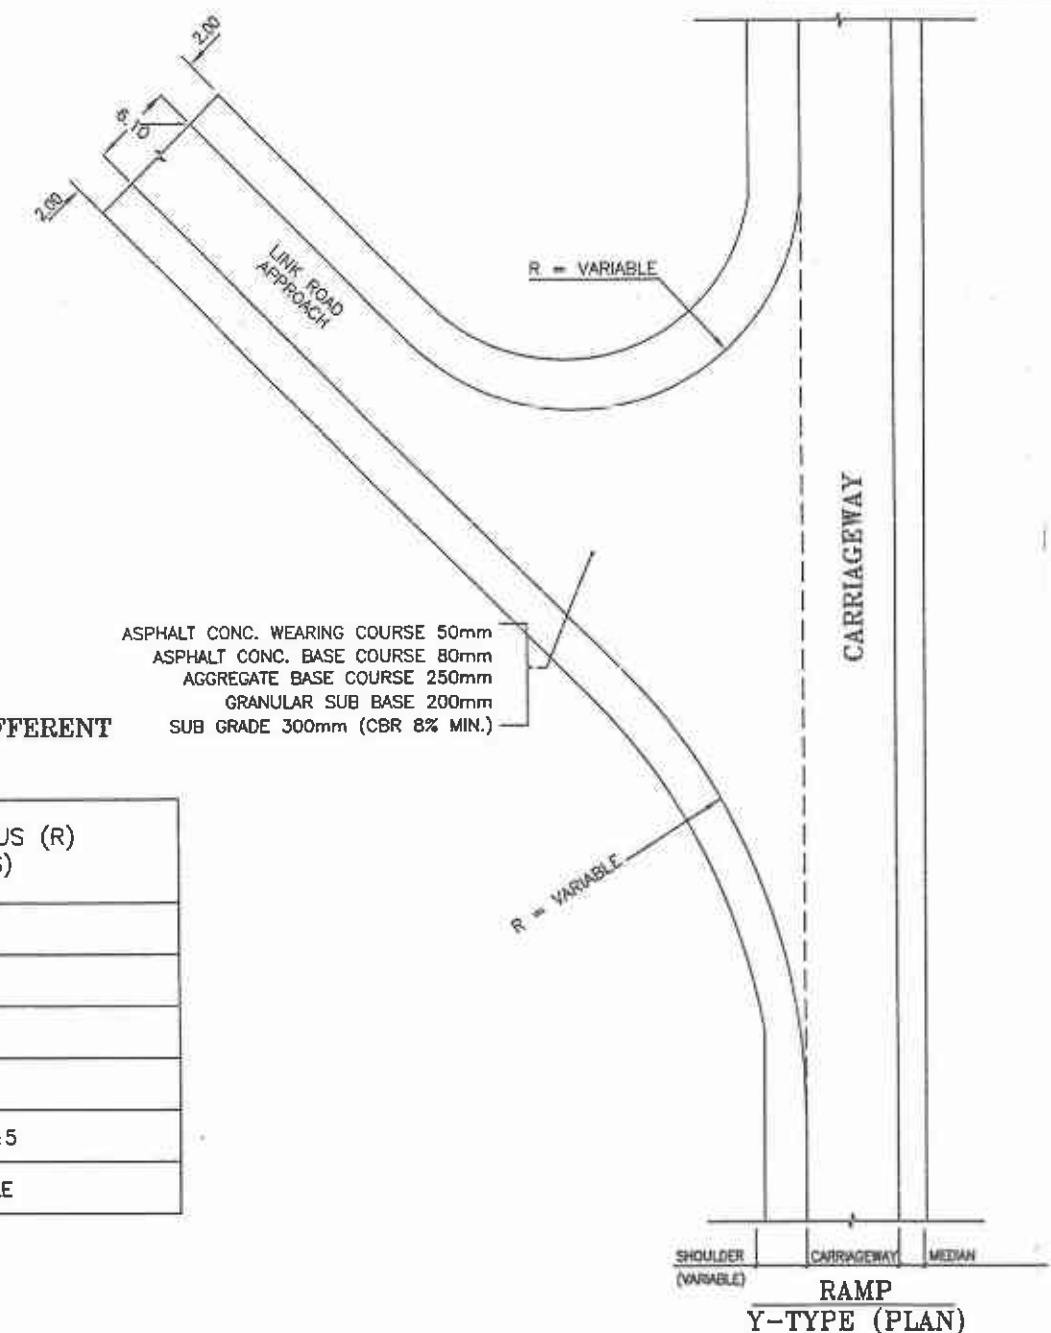 2.00
6.10
2.00
LINK ROAD
APPROACH
R = VARIABLE
CARRIAGEWAY
ASPHALT CONC. WEARING COURSE 50mm
ASPHALT CONC. BASE COURSE 80mm
AGGREGATE BASE COURSE 250mm
GRANULAR SUB BASE 200mm
SUB GRADE 300mm (CBR 8% MIN.)
R = VARIABLE
SHOULDER
(VARIABLE)
CARRIAGEWAY
MEDIAN
RAMP
Y-TYPE (PLAN)
FFERENT
US (R)
S)
5
E